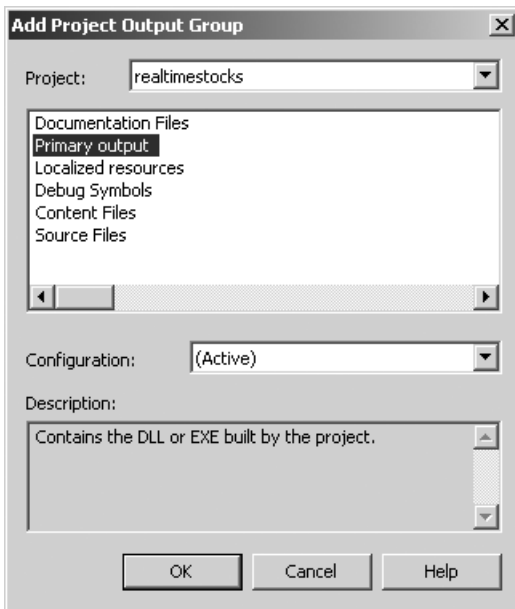 Add Project Output Group
Project: realtimestocks
Documentation Files
Primary output
Localized resources
Debug Symbols
Content Files
Source Files
Configuration: (Active)
Description:
Contains the DLL or EXE built by the project.
OK Cancel Help